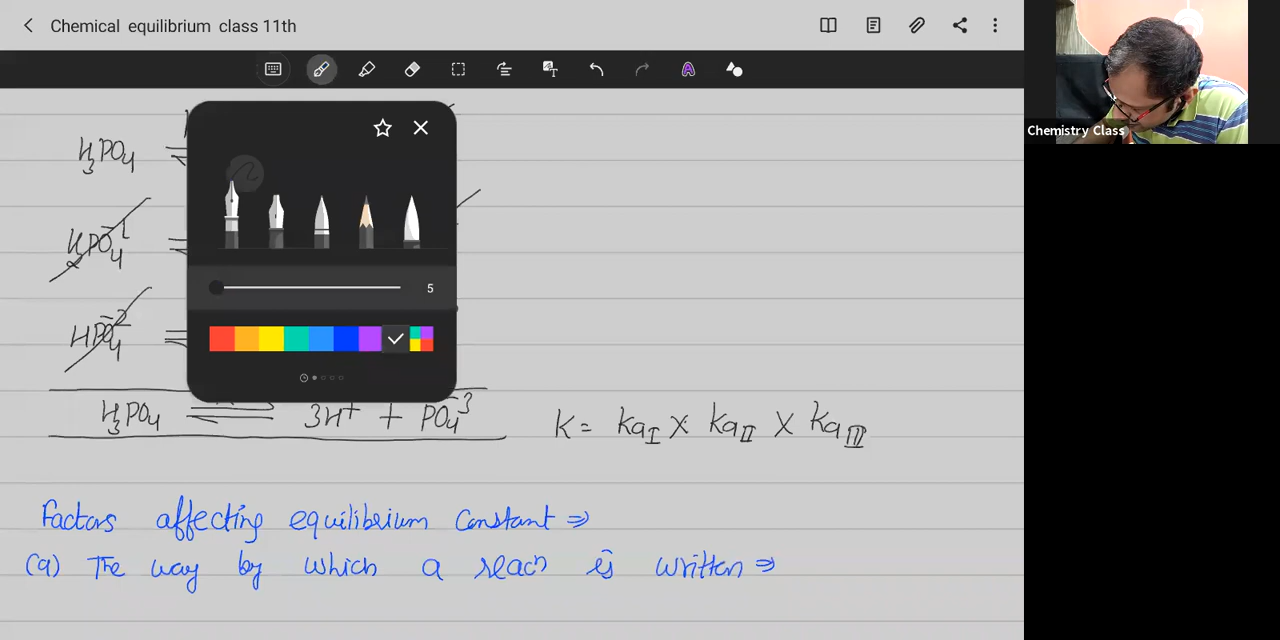 Chemical equilibrium class 11th
Chemistry Class
H3PO4 ⇌
H2PO4^-1 ⇌
HPO4^-2 ⇌
5
H3PO4 ⇌ 3H+ + PO4^-3
K = KaI × KaII × KaIII
Factors affecting equilibrium Constant ⇒
(a) The way by which a reacn is written ⇒